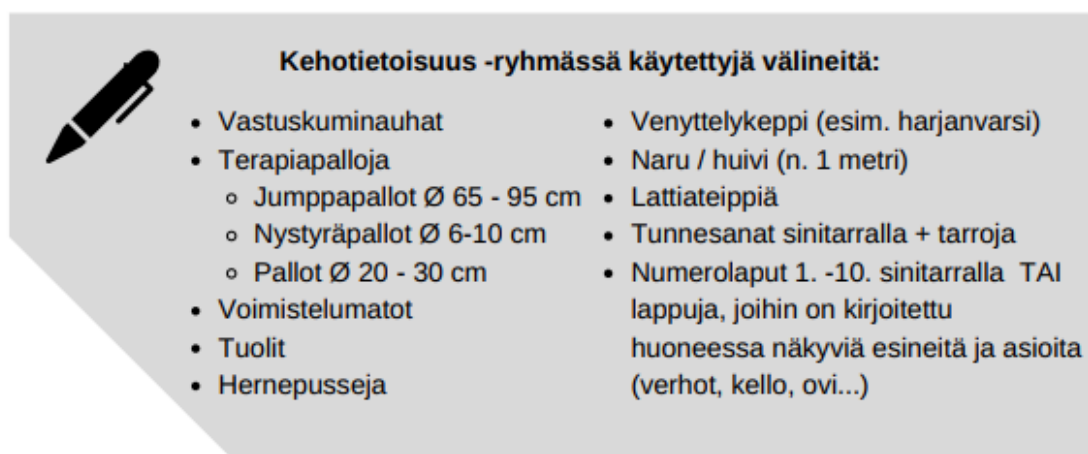 Kehotietoisuus -ryhmässä käytettyjä välineitä:
• Vastuskuminauhat
• Terapiapalloja
◦ Jumppapallot Ø 65 - 95 cm
◦ Nystyräpallot Ø 6-10 cm
◦ Pallot Ø 20 - 30 cm
• Voimistelumatot
• Tuolit
• Hernepusseja
• Venyttelykeppi (esim. harjanvarsi)
• Naru / huivi (n. 1 metri)
• Lattiateippiä
• Tunnesanat sinitarralla + tarroja
• Numerolaput 1. -10. sinitarralla  TAI
lappuja, joihin on kirjoitettu
huoneessa näkyviä esineitä ja asioita
(verhot, kello, ovi...)